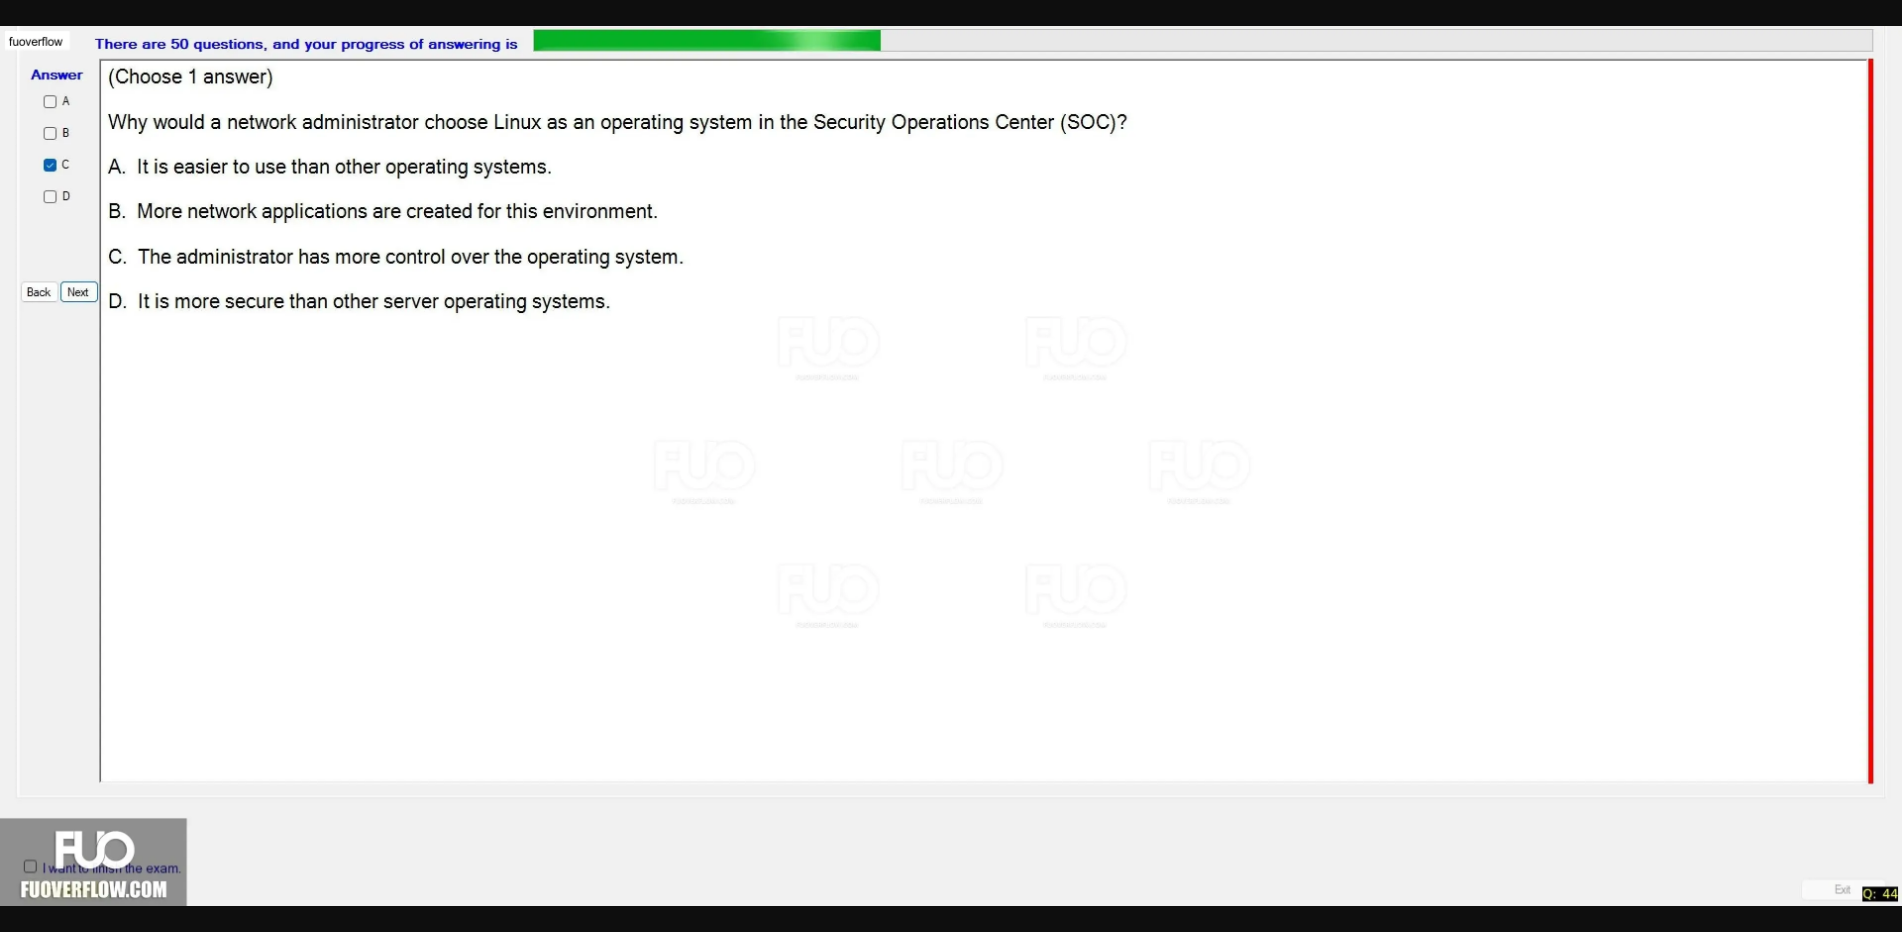 fuoverflow
There are 50 questions, and your progress of answering is
Answer
A
B
C
D
Back
Next
(Choose 1 answer)
Why would a network administrator choose Linux as an operating system in the Security Operations Center (SOC)?
A. It is easier to use than other operating systems.
B. More network applications are created for this environment.
C. The administrator has more control over the operating system.
D. It is more secure than other server operating systems.
FUO
FUO
FUO
FUO
FUO
FUO
FUO
FUO
I want to finish the exam.
FUOVERFLOW.COM
Exit
Q: 44